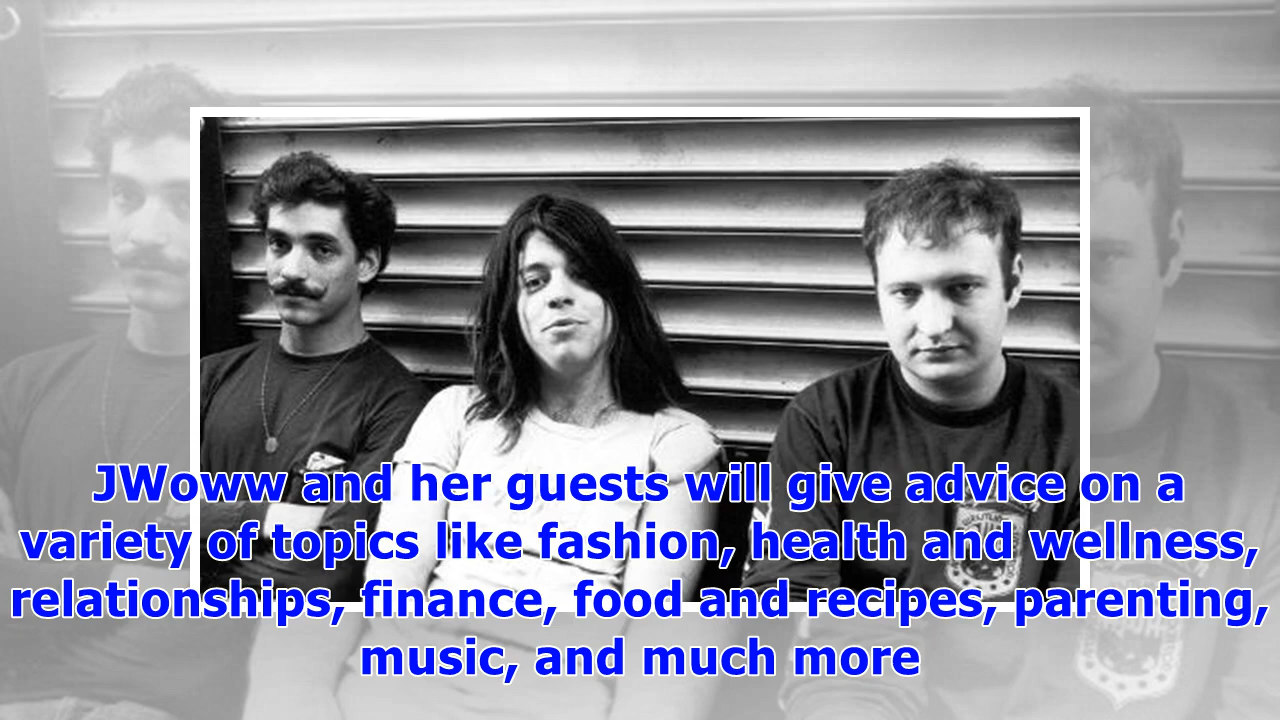 JWoww and her guests will give advice on a
variety of topics like fashion, health and wellness,
relationships, finance, food and recipes, parenting,
music, and much more